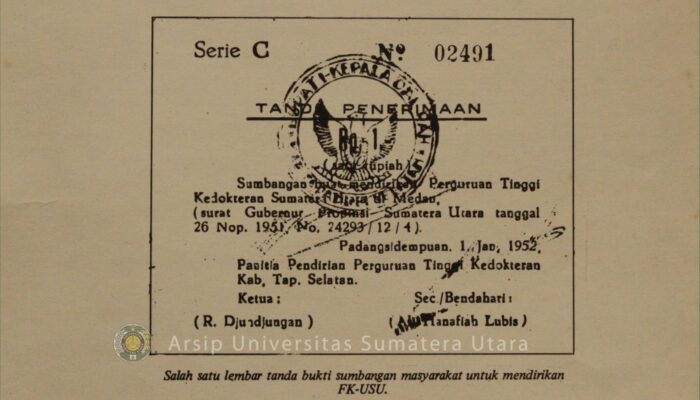 Serie C No. 02491
TANDA PENERIMAAN
Rp. 1
( satu rupiah )
Sumbangan mendirikan Perguruan Tinggi
Kedokteran Sumatera Utara di Medan,
( surat Gubernur Propinsi Sumatera Utara tanggal
26 Nop. 1951, No. 24293 / 12 / 4 ).
Padangsidempuan, 1. Jan, 1952,
Panitia Pendirian Perguruan Tinggi Kedokteran
Kab, Tap. Selatan.
Ketua : Sec./Bendahari :
( R. Djundjungan ) ( Hanafiah Lubis )
Arsip Universitas Sumatera Utara
Salah satu lembar tanda bukti sumbangan masyarakat untuk mendirikan
FK-USU.